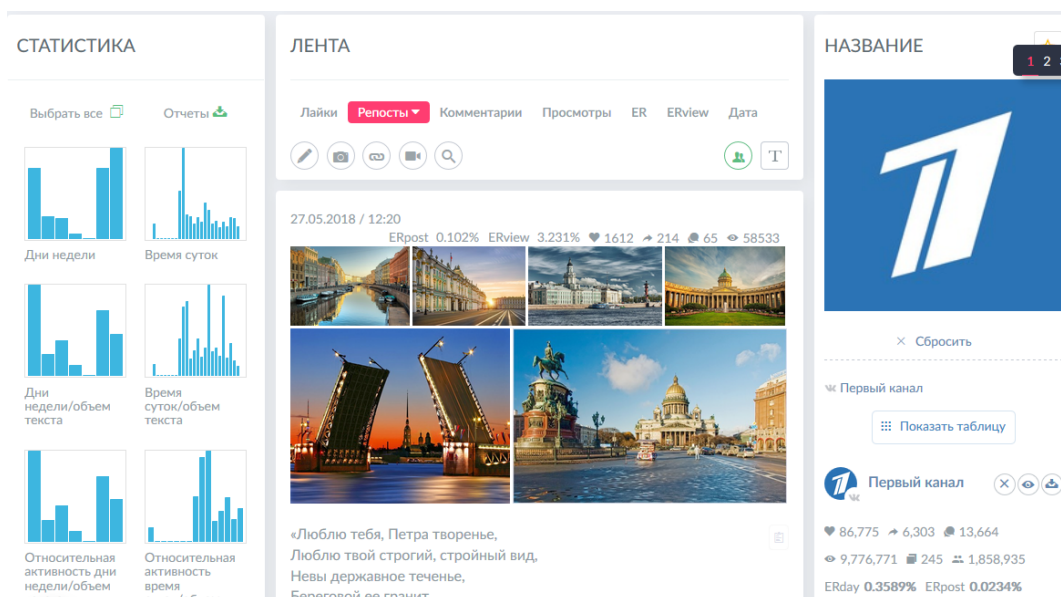 СТАТИСТИКА
Выбрать все
Отчеты
Дни недели
Время суток
Дни
недели/объем
текста
Время
суток/объем
текста
Относительная
активность дни
недели/объем
Относительная
активность
время
ЛЕНТА
Лайки Репосты Комментарии Просмотры ER ERview Дата
T
27.05.2018 / 12:20
ERpost 0.102% ERview 3.231% 1612 214 65 58533
«Люблю тебя, Петра творенье,
Люблю твой строгий, стройный вид,
Невы державное теченье,
Береговой ее гранит
НАЗВАНИЕ
1 2
1
Сбросить
Первый канал
Показать таблицу
Первый канал
86,775 6,303 13,664
9,776,771 245 1,858,935
ERday 0.3589% ERpost 0.0234%